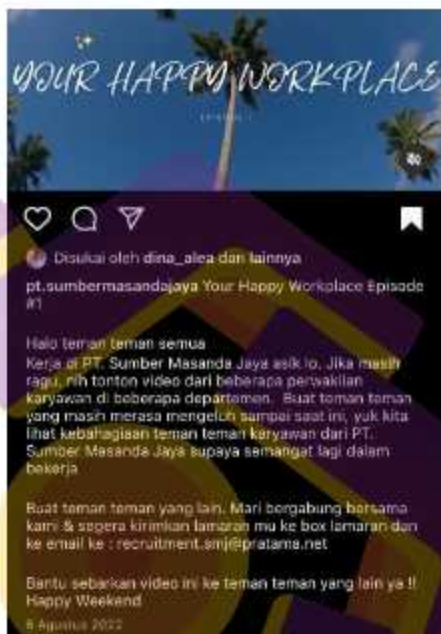 YOUR HAPPY WORKPLACE
Disukai oleh dina_alea dan lainnya
pt.sumbermasandajaya Your Happy Workplace Episode
#1
Halo teman teman semua
Kerja di PT. Sumber Masanda Jaya asik lo. Jika masih
ragu, nih tonton video dari beberapa perwakilan
karyawan di beberapa departemen. Buat teman teman
yang masih merasa mengeluh sampai saat ini, yuk kita
lihat kebahagiaan teman teman karyawan dari PT.
Sumber Masanda Jaya supaya semangat lagi dalam
bekerja
Buat teman teman yang lain. Mari bergabung bersama
kami & segera kirimkan lamaran mu ke box lamaran dan
ke email ke : recruitment.smj@pratama.net
Bantu sebarkan video ini ke teman teman yang lain ya !!
Happy Weekend
6 Agustus 2022